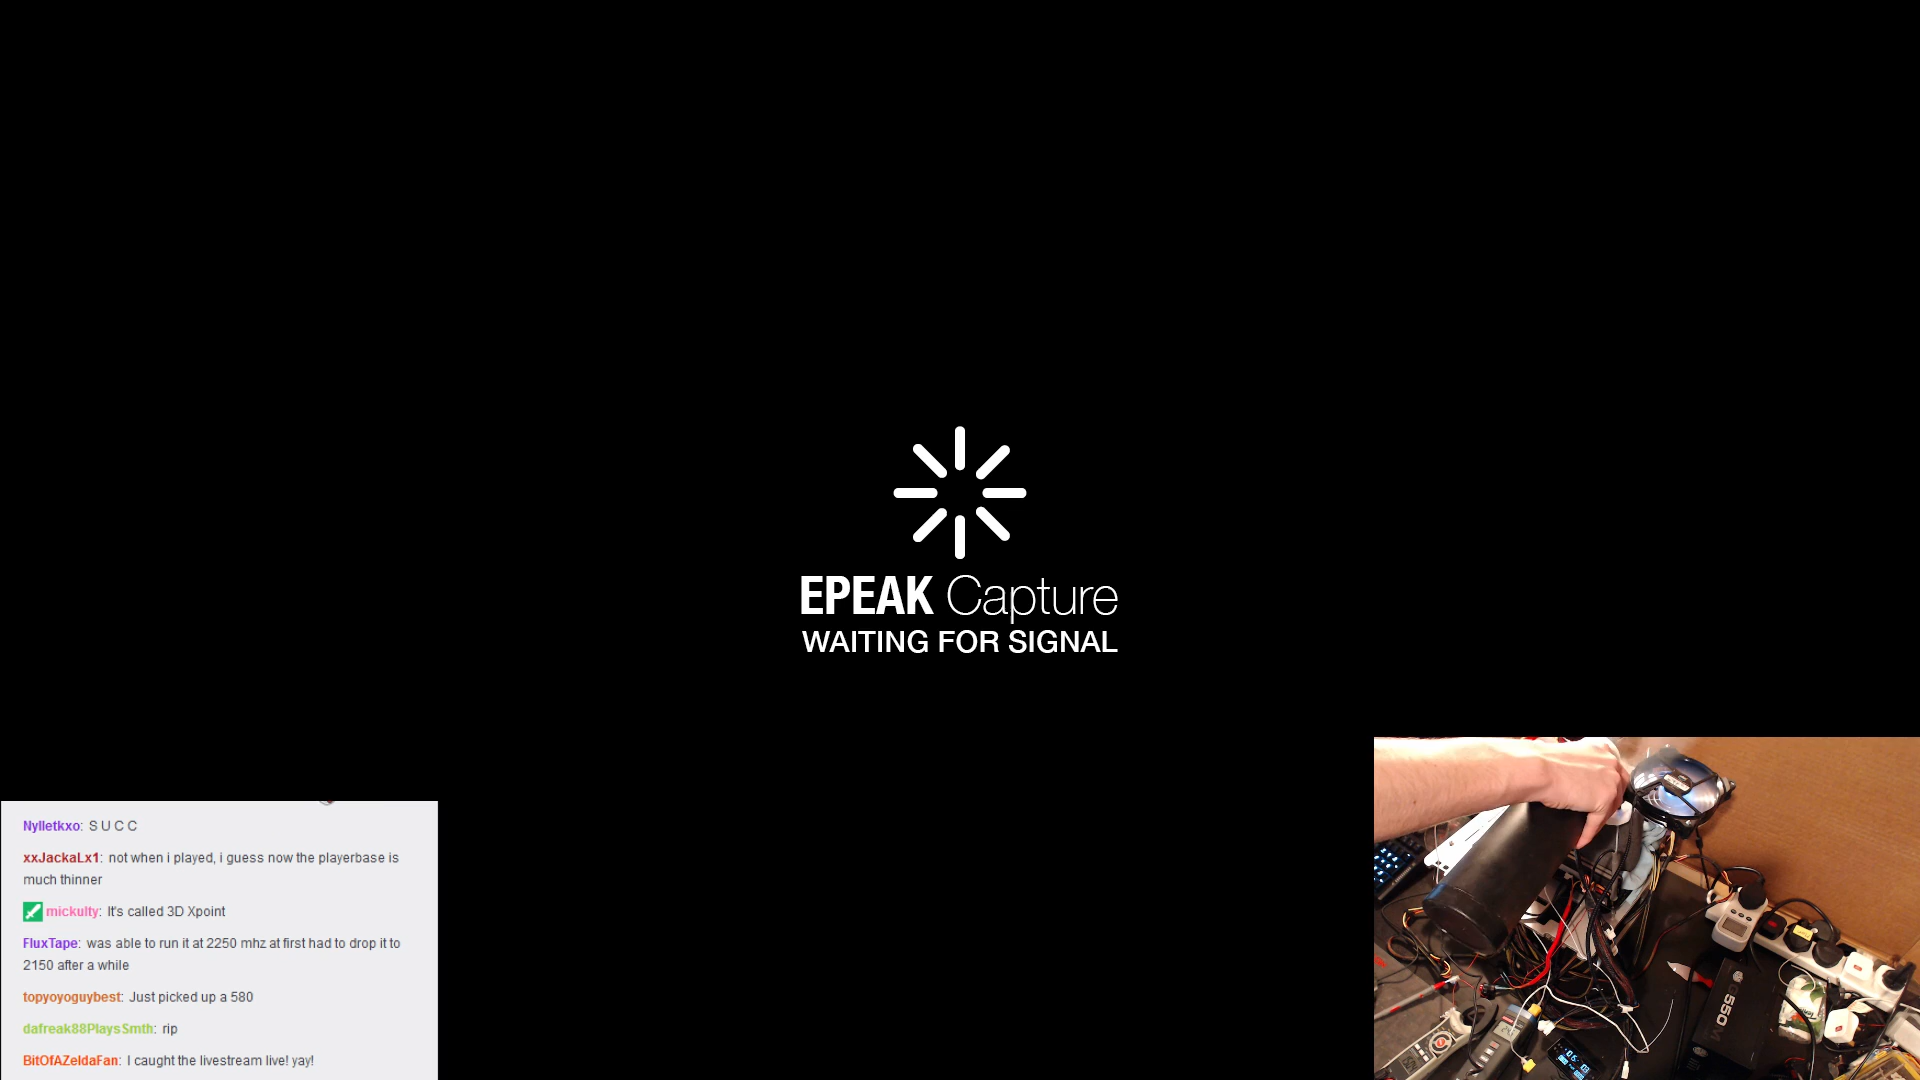 EPEAK Capture
WAITING FOR SIGNAL
Nylletkxo: S U C C
xxJackaLx1: not when i played, i guess now the playerbase is
much thinner
mickulty: It's called 3D Xpoint
FluxTape: was able to run it at 2250 mhz at first had to drop it to
2150 after a while
topyoyoguybest: Just picked up a 580
dafreak88PlaysSmth: rip
BitOfAZeldaFan: I caught the livestream live! yay!
G550M